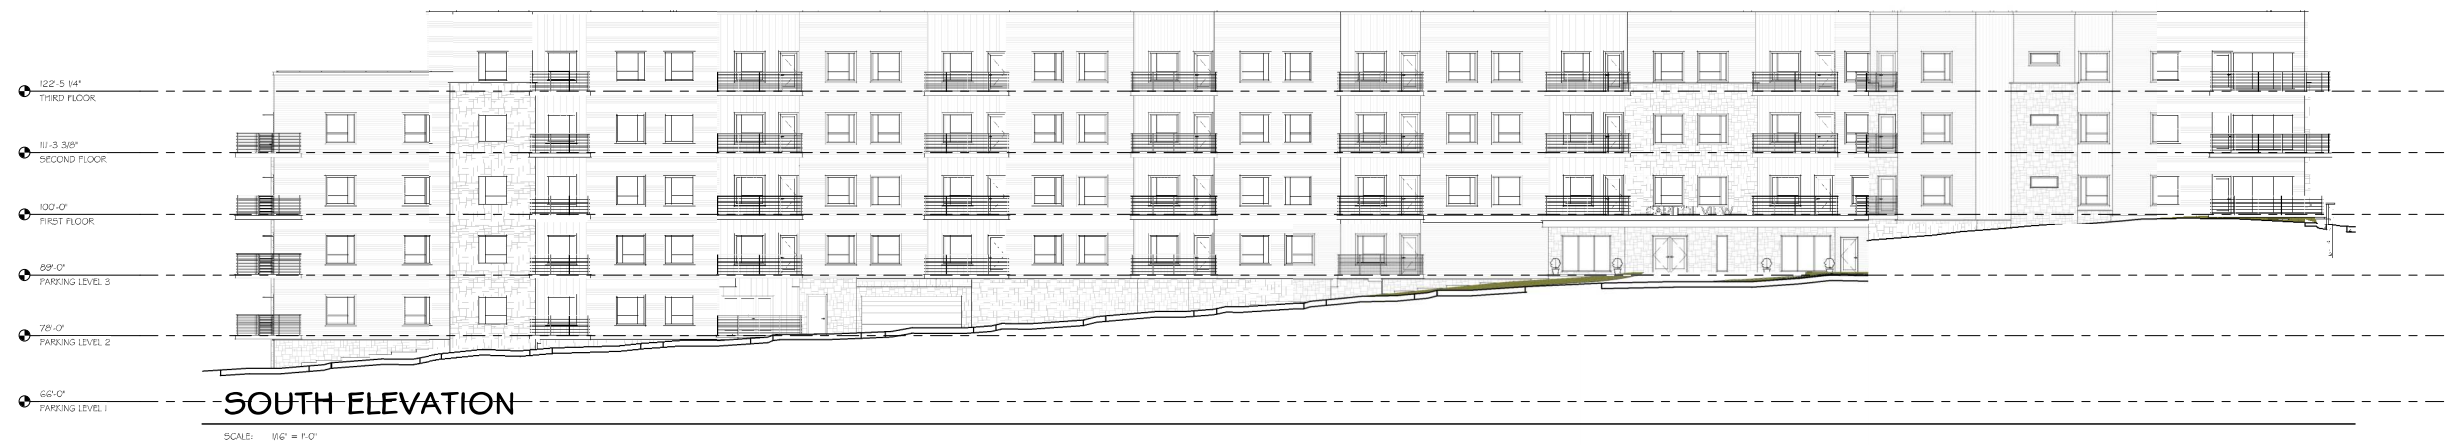 122'-5 1/4"
THIRD FLOOR
111-3 3/8"
SECOND FLOOR
100'-0"
FIRST FLOOR
CAPITOL VIEW
89'-0"
PARKING LEVEL 3
78'-0"
PARKING LEVEL 2
66'-0"
PARKING LEVEL 1
SOUTH ELEVATION
SCALE: 1/16" = 1'-0"